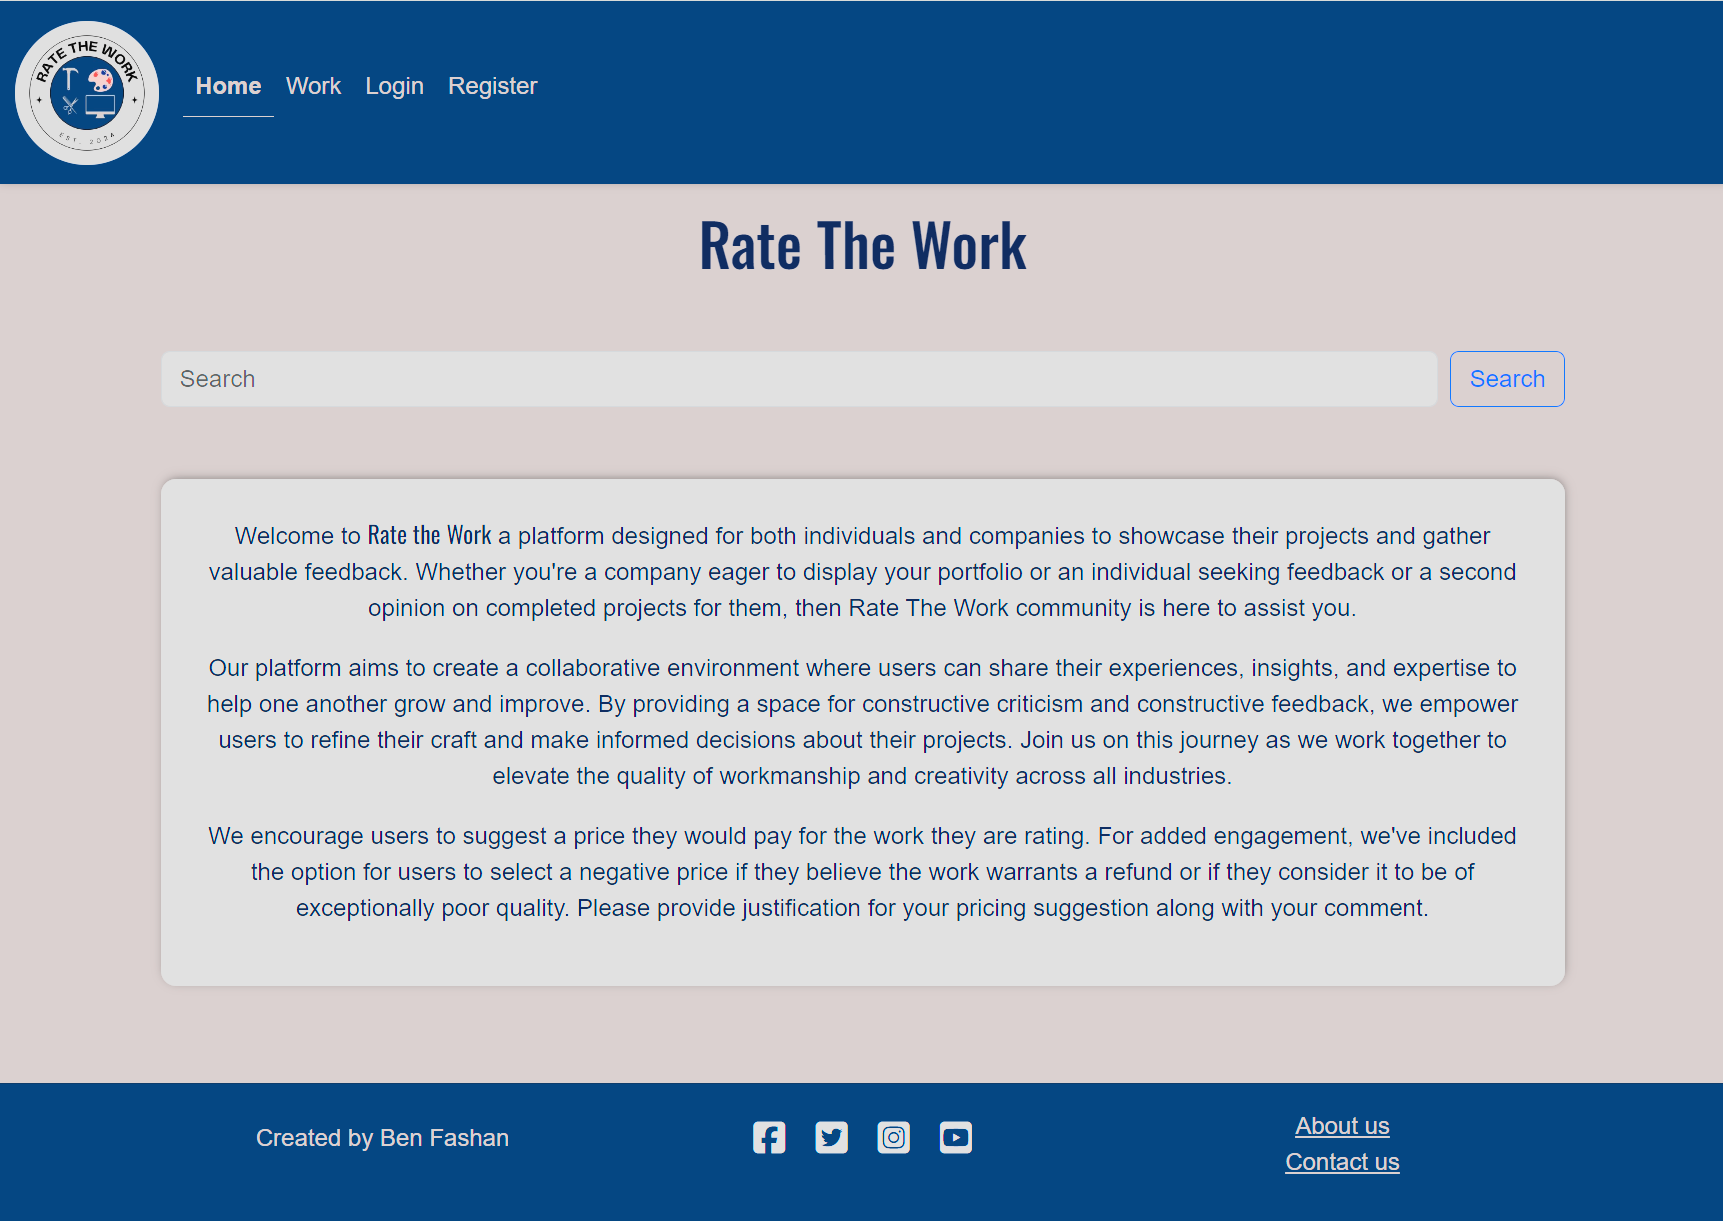 RATE THE WORK
EST. 2024
Home Work Login Register
Rate The Work
Search Search
Welcome to Rate the Work a platform designed for both individuals and companies to showcase their projects and gather
valuable feedback. Whether you're a company eager to display your portfolio or an individual seeking feedback or a second
opinion on completed projects for them, then Rate The Work community is here to assist you.
Our platform aims to create a collaborative environment where users can share their experiences, insights, and expertise to
help one another grow and improve. By providing a space for constructive criticism and constructive feedback, we empower
users to refine their craft and make informed decisions about their projects. Join us on this journey as we work together to
elevate the quality of workmanship and creativity across all industries.
We encourage users to suggest a price they would pay for the work they are rating. For added engagement, we've included
the option for users to select a negative price if they believe the work warrants a refund or if they consider it to be of
exceptionally poor quality. Please provide justification for your pricing suggestion along with your comment.
Created by Ben Fashan
About us
Contact us